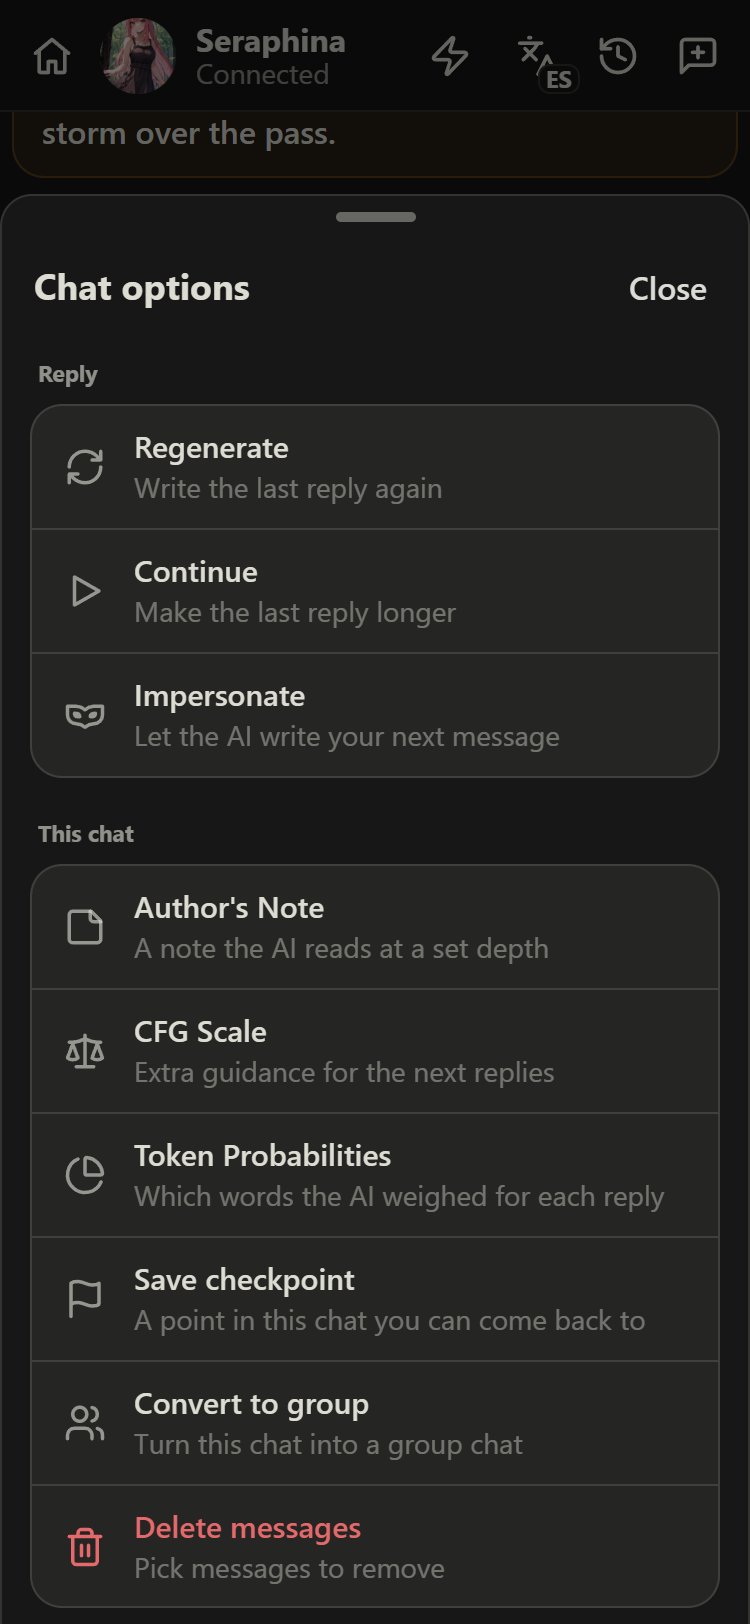 Seraphina
Connected
ES
storm over the pass.
Chat options
Close
Reply
Regenerate
Write the last reply again
Continue
Make the last reply longer
Impersonate
Let the AI write your next message
This chat
Author's Note
A note the AI reads at a set depth
CFG Scale
Extra guidance for the next replies
Token Probabilities
Which words the AI weighed for each reply
Save checkpoint
A point in this chat you can come back to
Convert to group
Turn this chat into a group chat
Delete messages
Pick messages to remove